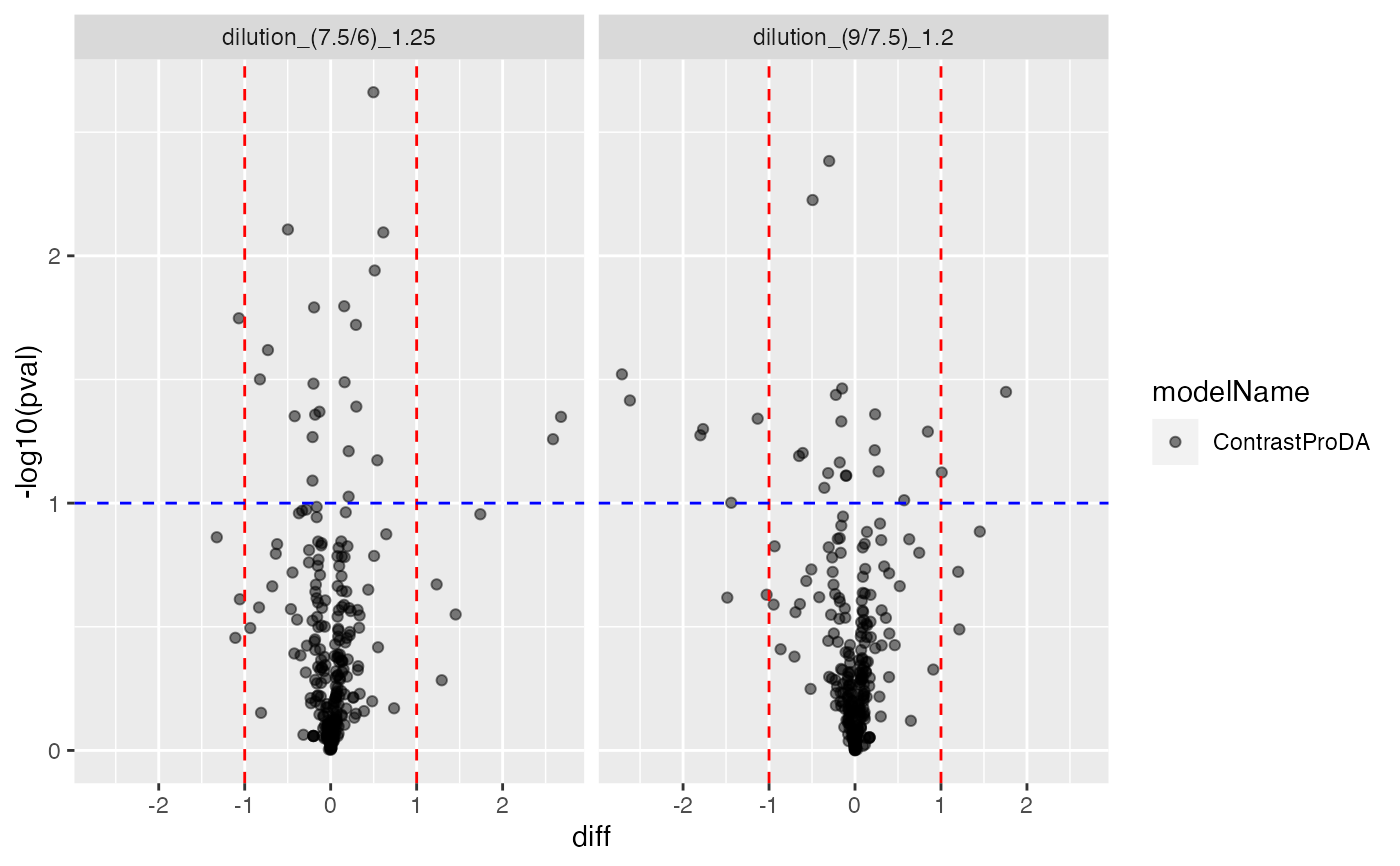 dilution_(7.5/6)_1.25
dilution_(9/7.5)_1.2
-log10(pval)
2
1
0
-2
-1
0
1
2
-2
-1
0
1
2
diff
modelName
ContrastProDA